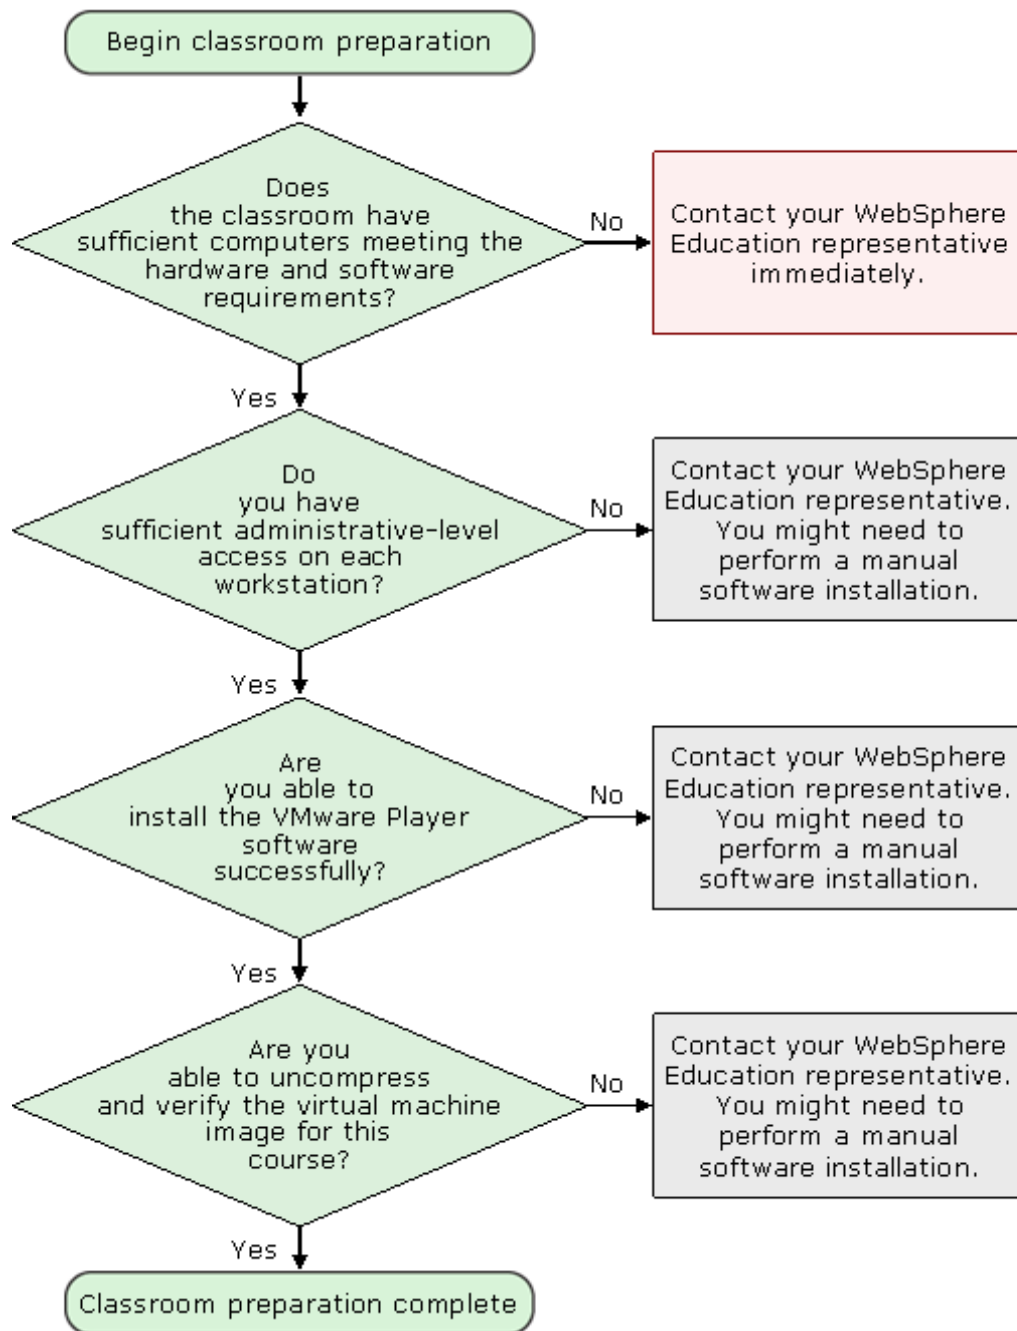 Begin classroom preparation
Does
the classroom have
sufficient computers meeting the
hardware and software
requirements?
No
Contact your WebSphere
Education representative
immediately.
Yes
Do
you have
sufficient administrative-level
access on each
workstation?
No
Contact your WebSphere
Education representative.
You might need to
perform a manual
software installation.
Yes
Are
you able to
install the VMware Player
software
successfully?
No
Contact your WebSphere
Education representative.
You might need to
perform a manual
software installation.
Yes
Are you
able to uncompress
and verify the virtual machine
image for this
course?
No
Contact your WebSphere
Education representative.
You might need to
perform a manual
software installation.
Yes
Classroom preparation complete